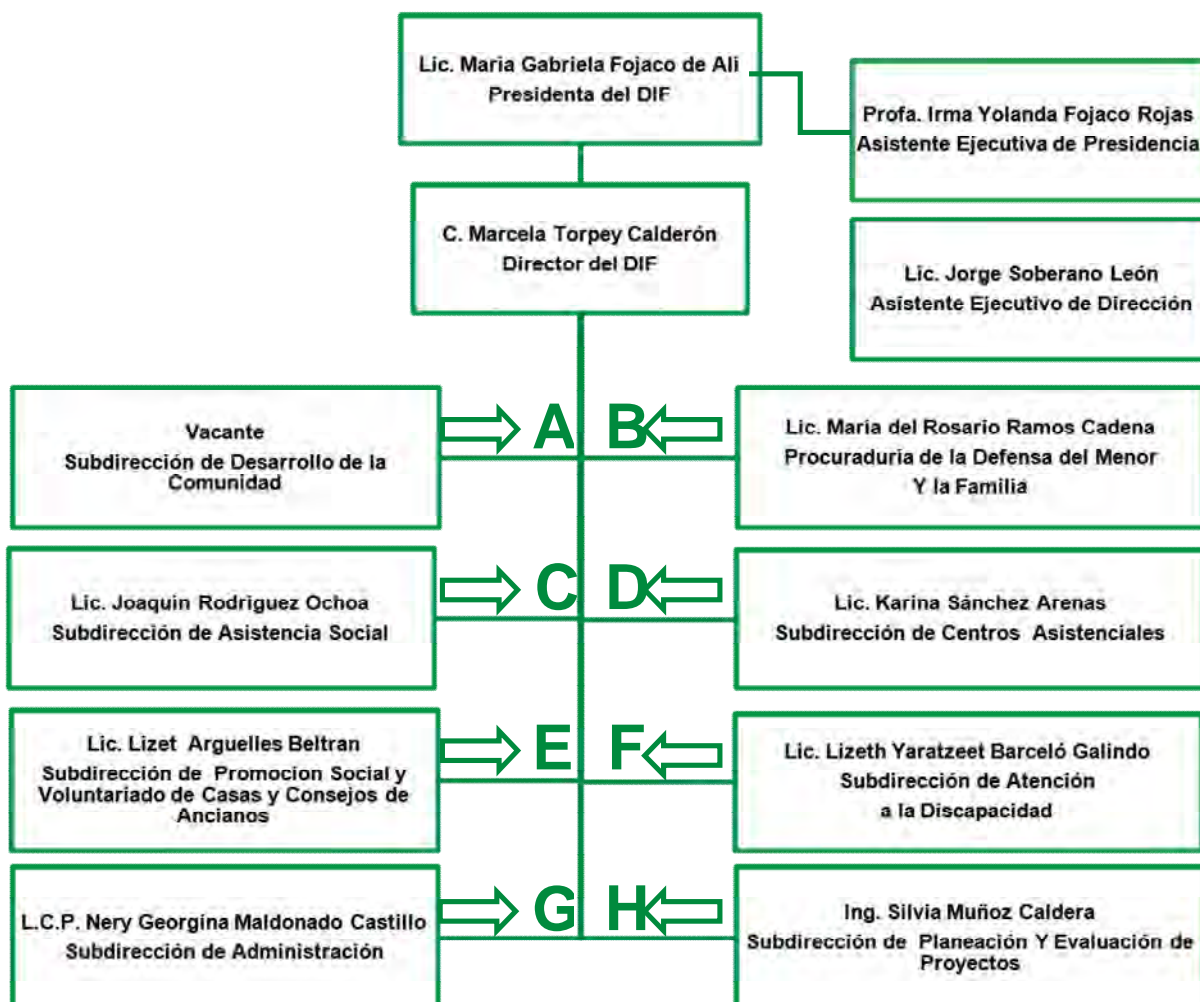 Lic. Maria Gabriela Fojaco de Ali
Presidenta del DIF
Profa. Irma Yolanda Fojaco Rojas
Asistente Ejecutiva de Presidencia
C. Marcela Torpey Calderón
Director del DIF
Lic. Jorge Soberano León
Asistente Ejecutivo de Dirección
Vacante
Subdirección de Desarrollo de la
Comunidad
A
B
Lic. Maria del Rosario Ramos Cadena
Procuraduria de la Defensa del Menor
Y la Familia
Lic. Joaquin Rodriguez Ochoa
Subdirección de Asistencia Social
C
D
Lic. Karina Sánchez Arenas
Subdirección de Centros Asistenciales
Lic. Lizet Arguelles Beltran
Subdirección de Promocion Social y
Voluntariado de Casas y Consejos de
Ancianos
E
F
Lic. Lizeth Yaratzeet Barceló Galindo
Subdirección de Atención
a la Discapacidad
L.C.P. Nery Georgina Maldonado Castillo
Subdirección de Administración
G
H
Ing. Silvia Muñoz Caldera
Subdirección de Planeación Y Evaluación de
Proyectos